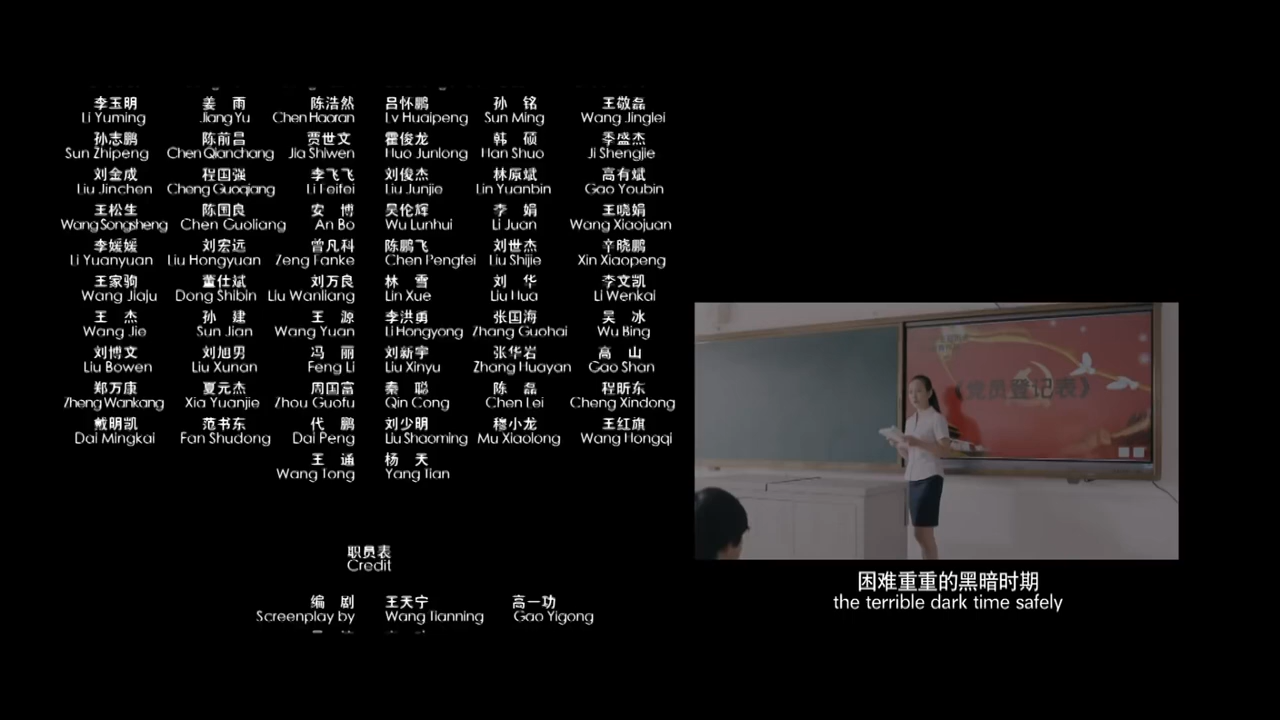 李玉明 姜 雨 陈浩然 吕怀鹏 孙 铭 王敬磊
Li Yuming Jiang Yu Chen Haoran Lv Huaipeng Sun Ming Wang Jinglei
孙志鹏 陈前昌 贾世文 霍俊龙 韩 硕 季盛杰
Sun Zhipeng Chen Qianchang Jia Shiwen Huo Junlong Han Shuo Ji Shengjie
刘金成 程国强 李飞飞 刘俊杰 林原斌 高有斌
Liu Jinchen Cheng Guoqiang Li Feifei Liu Junjie Lin Yuanbin Gao Youbin
王松生 陈国良 安 博 吴伦辉 李 娟 王晓娟
Wang Songsheng Chen Guoliang An Bo Wu Lunhui Li Juan Wang Xiaojuan
李媛媛 刘宏远 曾凡科 陈鹏飞 刘世杰 辛晓鹏
Li Yuanyuan Liu Hongyuan Zeng Fanke Chen Pengfei Liu Shijie Xin Xiaopeng
王家驹 董仕斌 刘万良 林 雪 刘 华 李文凯
Wang Jiaju Dong Shibin Liu Wanliang Lin Xue Liu Hua Li Wenkai
王 杰 孙 建 王 源 李洪勇 张国海 吴 冰
Wang Jie Sun Jian Wang Yuan Li Hongyong Zhang Guohai Wu Bing
刘博文 刘旭男 冯 丽 刘新宇 张华岩 高 山
Liu Bowen Liu Xunan Feng Li Liu Xinyu Zhang Huayan Gao Shan
郑万康 夏元杰 周国富 秦 聪 陈 磊 程昕东
Zheng Wankang Xia Yuanjie Zhou Guofu Qin Cong Chen Lei Cheng Xindong
戴明凯 范书东 代 鹏 刘少明 穆小龙 王红旗
Dai Mingkai Fan Shudong Dai Peng Liu Shaoming Mu Xiaolong Wang Hongqi
王 通 杨 天
Wang Tong Yang Tian
职员表
Credit
编 剧 王天宁 高一功
Screenplay by Wang Tianning Gao Yigong
《党员登记表》
困难重重的黑暗时期
the terrible dark time safely